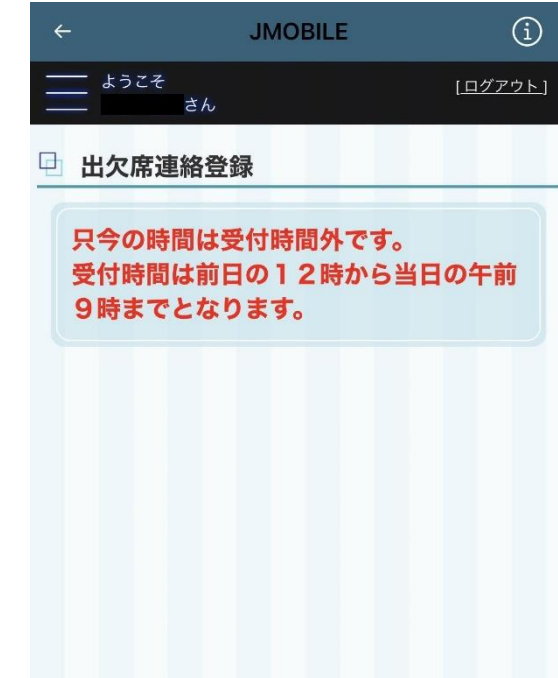 JMOBILE
ようこそ
さん
[ログアウト]
出欠席連絡登録
只今の時間は受付時間外です。
受付時間は前日の１２時から当日の午前
９時までとなります。